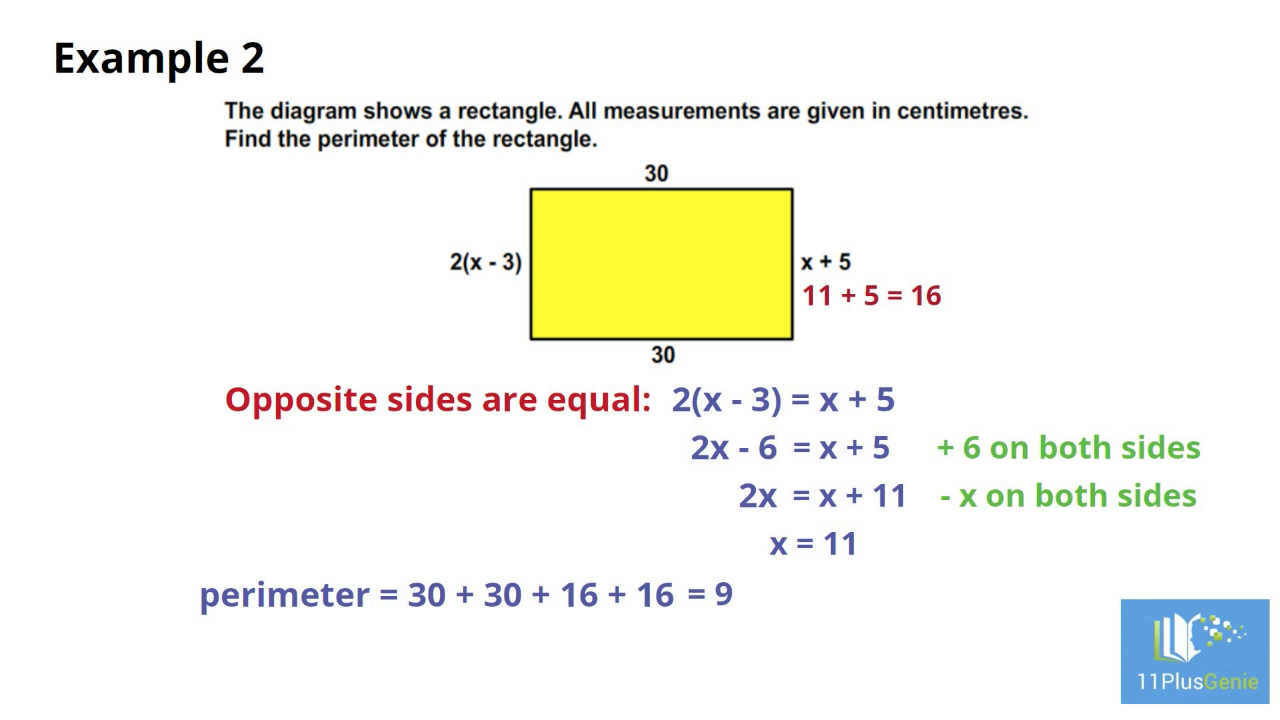 Example 2
The diagram shows a rectangle. All measurements are given in centimetres.
Find the perimeter of the rectangle.
30
2(x - 3)
x + 5
11 + 5 = 16
30
Opposite sides are equal: 2(x - 3) = x + 5
2x - 6 = x + 5 + 6 on both sides
2x = x + 11 - x on both sides
x = 11
perimeter = 30 + 30 + 16 + 16 = 9
11PlusGenie